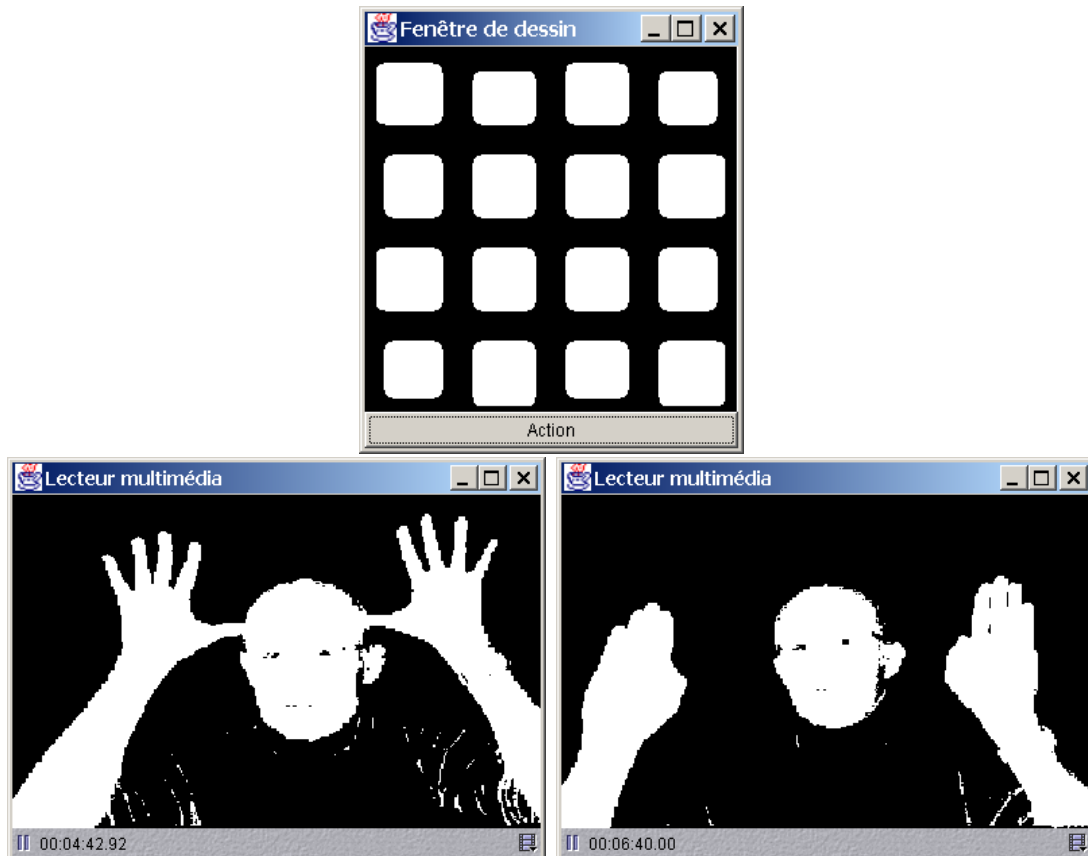 Fenêtre de dessin
Action
Lecteur multimédia
Lecteur multimédia
00:04:42.92
00:06:40.00